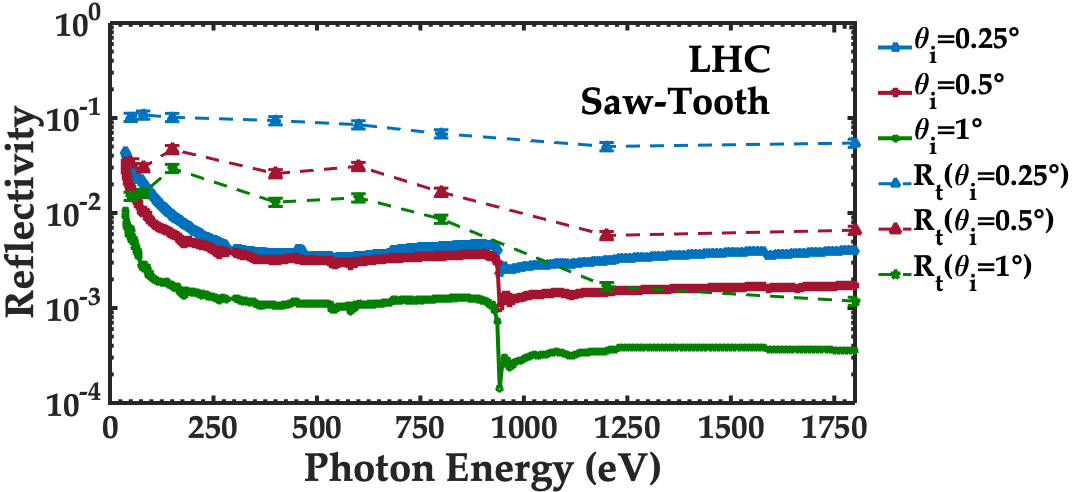 10⁰
10⁻¹
10⁻²
10⁻³
10⁻⁴
Reflectivity
LHC
Saw-Tooth
0
250
500
750
1000
1250
1500
1750
Photon Energy (eV)
θᵢ=0.25°
θᵢ=0.5°
θᵢ=1°
Rₜ(θᵢ=0.25°)
Rₜ(θᵢ=0.5°)
Rₜ(θᵢ=1°)